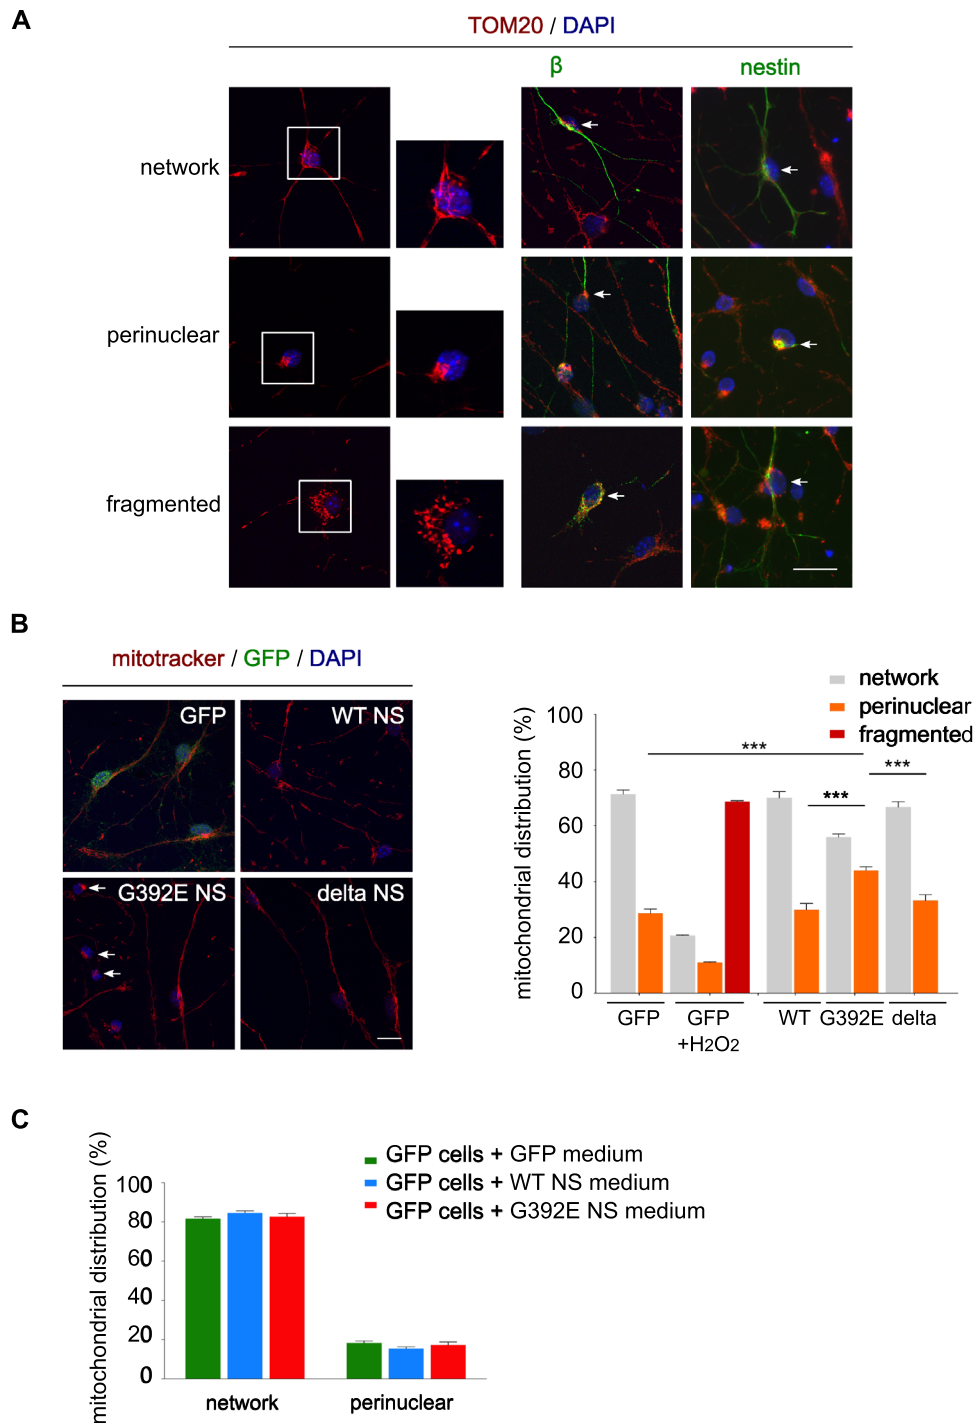 A
TOM20 / DAPI
β
nestin
network
perinuclear
fragmented
B
mitotracker / GFP / DAPI
GFP
WT NS
G392E NS
delta NS
network
perinuclear
fragmented
mitochondrial distribution (%)
100
80
60
40
20
0
***
***
***
GFP
GFP
+H2O2
WT
G392E
delta
C
GFP cells + GFP medium
GFP cells + WT NS medium
GFP cells + G392E NS medium
mitochondrial distribution (%)
100
80
60
40
20
0
network
perinuclear